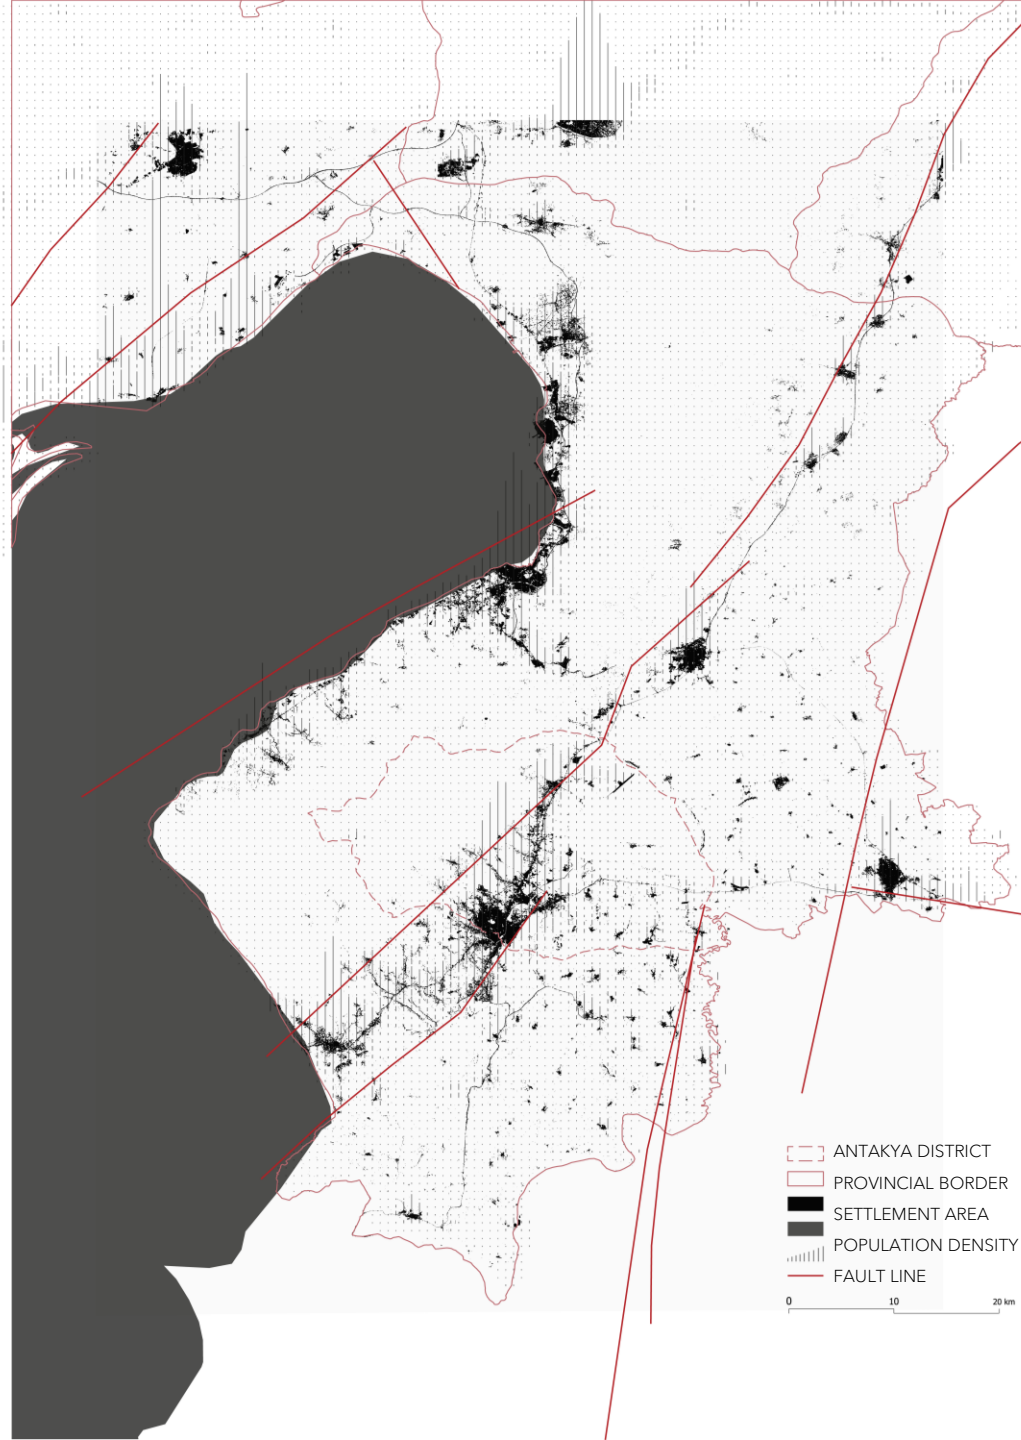 ANTAKYA DISTRICT
PROVINCIAL BORDER
SETTLEMENT AREA
POPULATION DENSITY
FAULT LINE
0 10 20 km